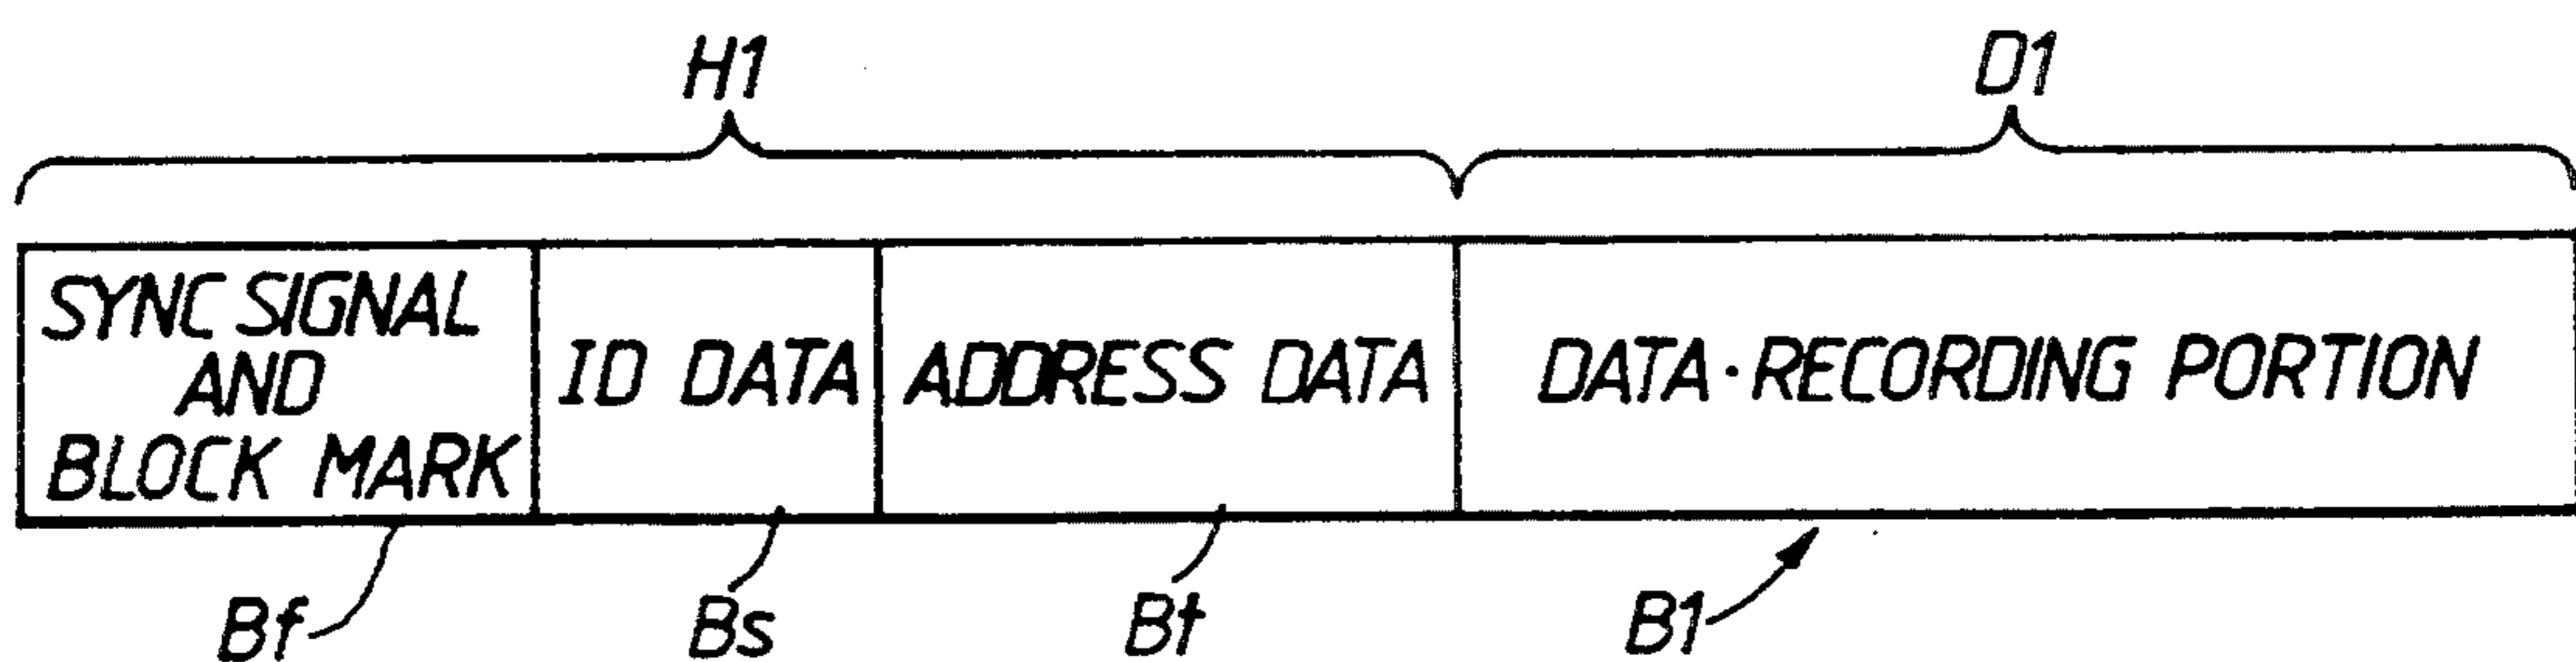 H1
D1
SYNC SIGNAL
AND
BLOCK MARK
ID DATA
ADDRESS DATA
DATA·RECORDING PORTION
Bf
Bs
Bt
B1